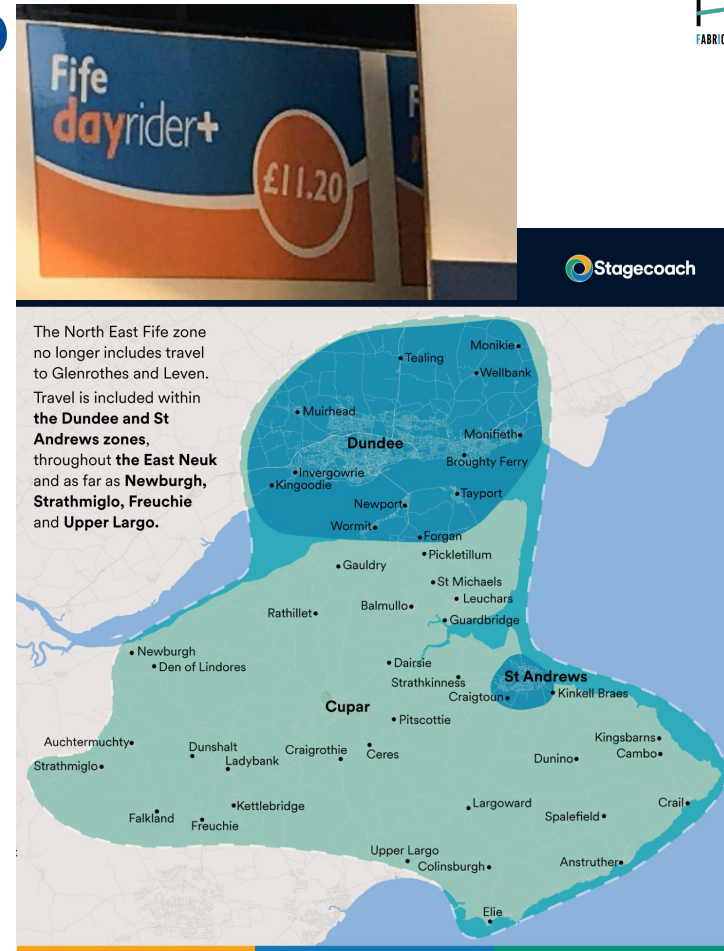 Fife
dayrider+
£11.20
Stagecoach
The North East Fife zone
no longer includes travel
to Glenrothes and Leven.
Travel is included within
the Dundee and St
Andrews zones,
throughout the East Neuk
and as far as Newburgh,
Strathmiglo, Freuchie
and Upper Largo.
Monikie
Tealing
Wellbank
Muirhead
Dundee
Monifieth
Broughty Ferry
Invergowrie
Kingoodie
Tayport
Newport
Wormit
Forgan
Pickletillum
Gauldry
St Michaels
Leuchars
Balmullo
Rathillet
Guardbridge
Newburgh
Den of Lindores
Dairsie
Strathkinness
St Andrews
Craigtoun
Kinkell Braes
Cupar
Pitscottie
Auchtermuchty
Dunshalt
Craigrothie
Ceres
Kingsbarns
Cambo
Strathmiglo
Ladybank
Dunino
Kettlebridge
Largoward
Crail
Falkland
Freuchie
Spalefield
Upper Largo
Colinsburgh
Anstruther
Elie